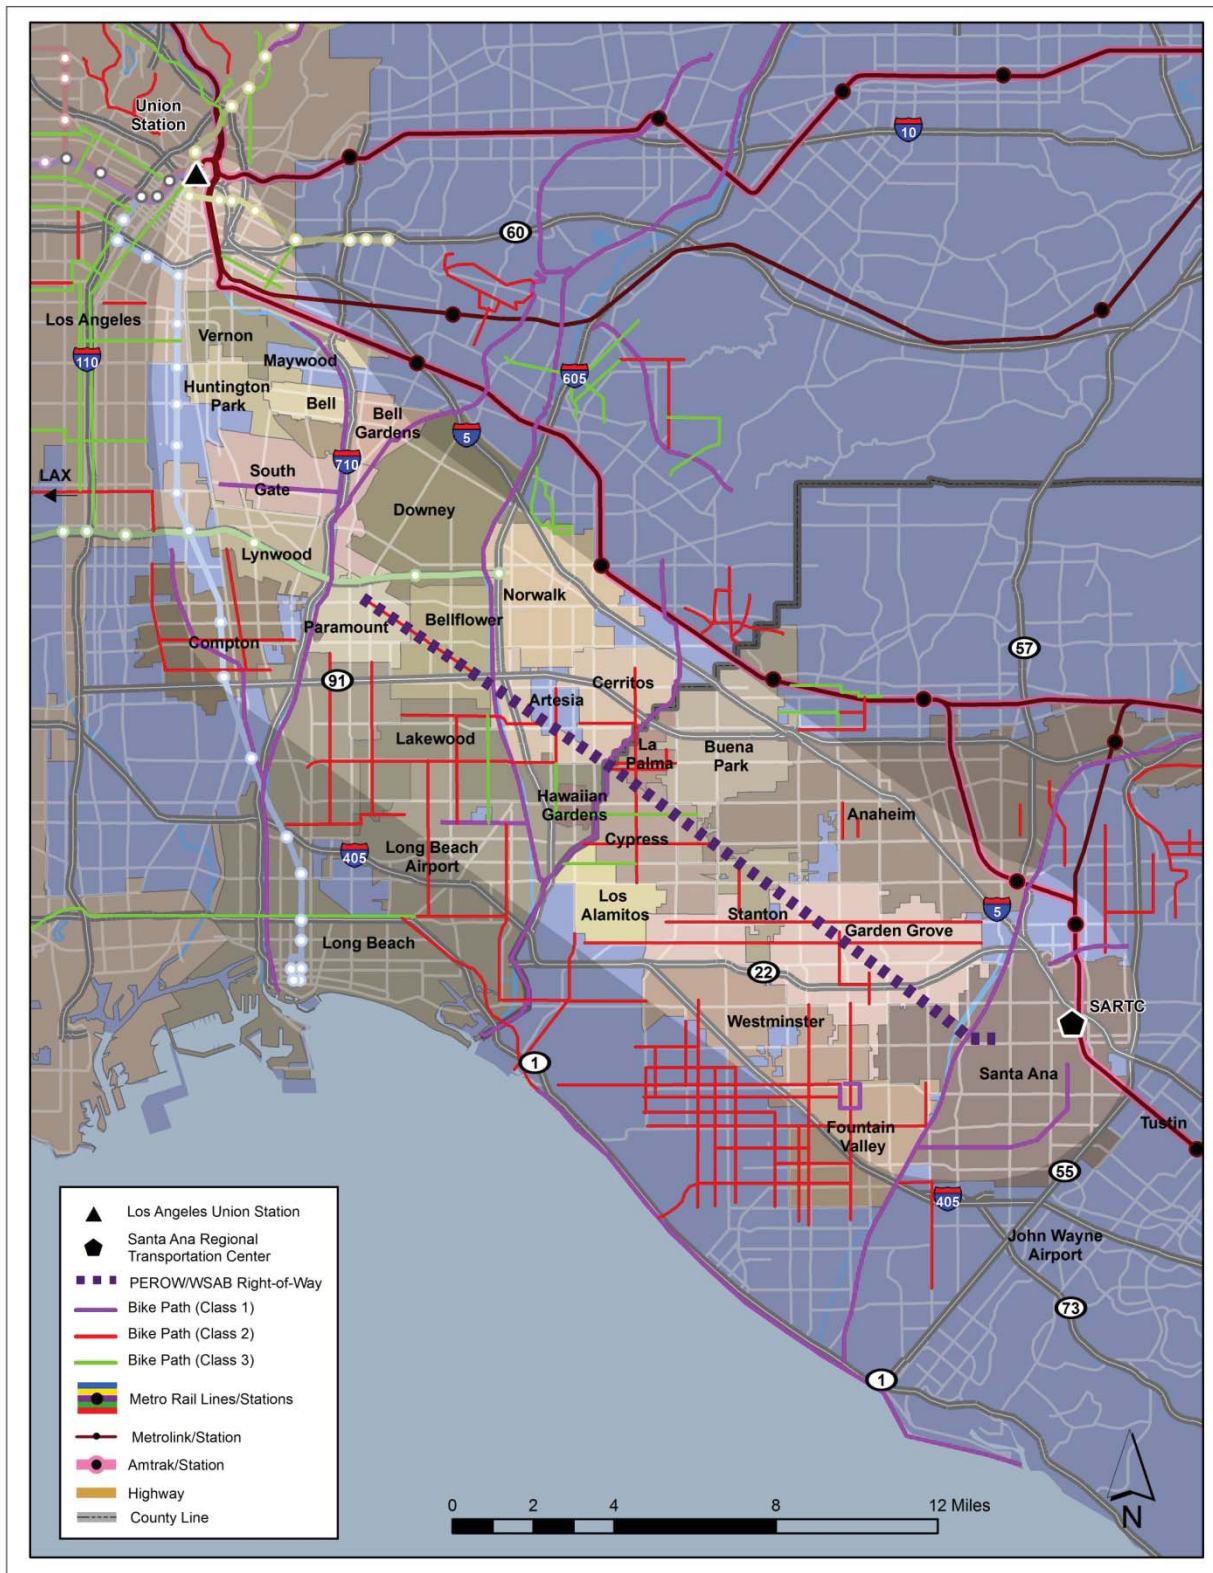 Union
Station
10
60
Los Angeles
Vernon
110
Maywood
605
Huntington
Park
Bell
Bell
Gardens
5
710
LAX
South
Gate
Downey
Lynwood
Norwalk
Paramount
Bellflower
Compton
57
91
Cerritos
Artesia
Lakewood
La
Palma
Buena
Park
Hawaiian
Gardens
Anaheim
Cypress
405
Long Beach
Airport
Los
Alamitos
Stanton
5
Garden Grove
Long Beach
22
SARTC
Westminster
1
Santa Ana
Tustin
Fountain
Valley
55
405
John Wayne
Airport
73
1
Los Angeles Union Station
Santa Ana Regional
Transportation Center
PEROW/WSAB Right-of-Way
Bike Path (Class 1)
Bike Path (Class 2)
Bike Path (Class 3)
Metro Rail Lines/Stations
Metrolink/Station
Amtrak/Station
Highway
County Line
0 2 4 8 12 Miles
N